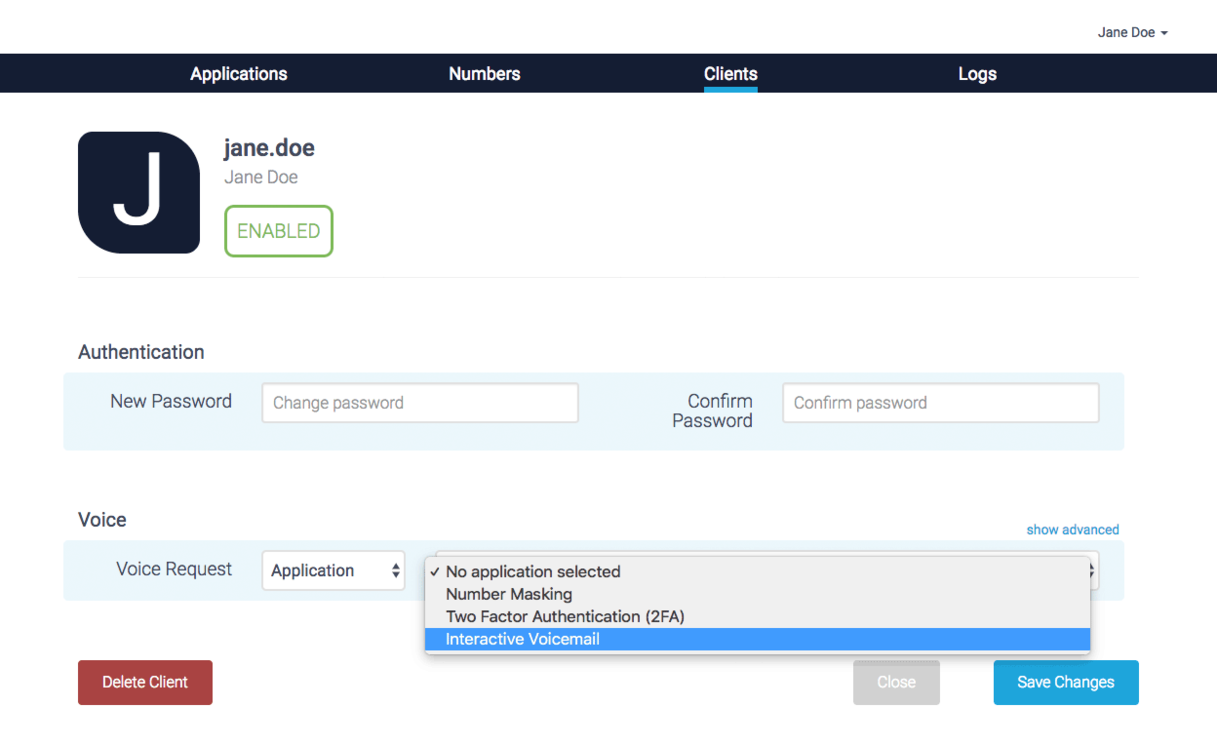 Jane Doe
Applications Numbers Clients Logs
J
jane.doe
Jane Doe
ENABLED
Authentication
New Password Change password Confirm Password Confirm password
Voice
show advanced
Voice Request Application
✓ No application selected
Number Masking
Two Factor Authentication (2FA)
Interactive Voicemail
Delete Client Close Save Changes